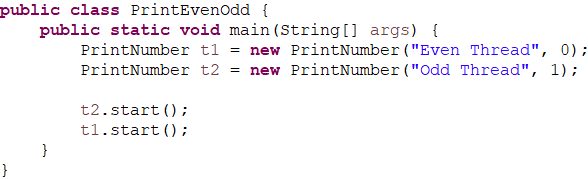 public class PrintEvenOdd {
    public static void main(String[] args) {
        PrintNumber t1 = new PrintNumber("Even Thread", 0);
        PrintNumber t2 = new PrintNumber("Odd Thread", 1);

        t2.start();
        t1.start();
    }
}